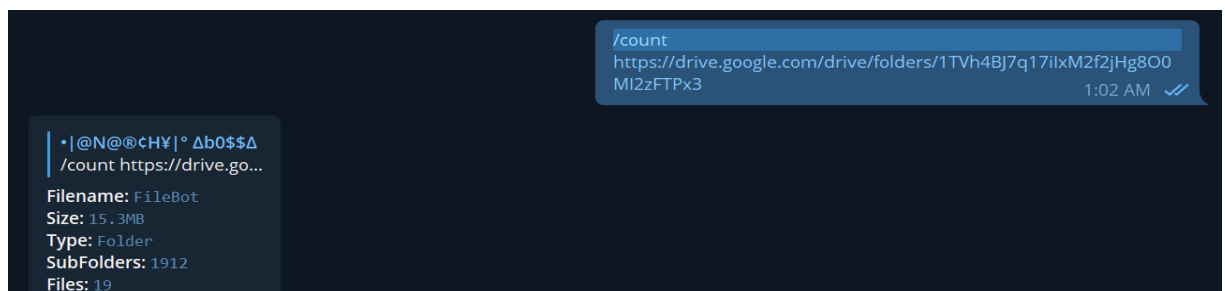 /count
https://drive.google.com/drive/folders/1TVh4BJ7q17iIxM2f2jHg8O0
MI2zFTPx3
1:02 AM
•|@N@®¢H¥|° ∆b0$$∆
/count https://drive.go...
Filename: FileBot
Size: 15.3MB
Type: Folder
SubFolders: 1912
Files: 19